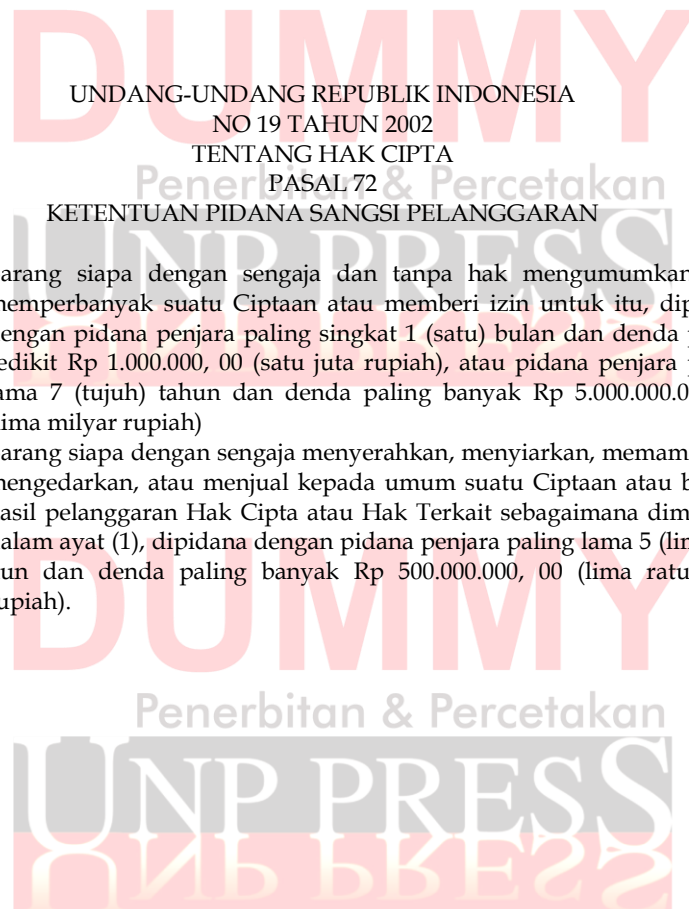 DUMMY
UNDANG-UNDANG REPUBLIK INDONESIA
NO 19 TAHUN 2002
TENTANG HAK CIPTA
Penerbitan & Percetakan
PASAL 72
KETENTUAN PIDANA SANGSI PELANGGARAN
UNP PRESS
arang siapa dengan sengaja dan tanpa hak mengumumkan
memperbanyak suatu Ciptaan atau memberi izin untuk itu, dip
engan pidana penjara paling singkat 1 (satu) bulan dan denda p
edikit Rp 1.000.000, 00 (satu juta rupiah), atau pidana penjara p
ama 7 (tujuh) tahun dan denda paling banyak Rp 5.000.000.0
ima milyar rupiah)
arang siapa dengan sengaja menyerahkan, menyiarkan, memam
mengedarkan, atau menjual kepada umum suatu Ciptaan atau b
asil pelanggaran Hak Cipta atau Hak Terkait sebagaimana dim
alam ayat (1), dipidana dengan pidana penjara paling lama 5 (lim
un dan denda paling banyak Rp 500.000.000, 00 (lima ratu
upiah).
DUMMY
Penerbitan & Percetakan
UNP PRESS